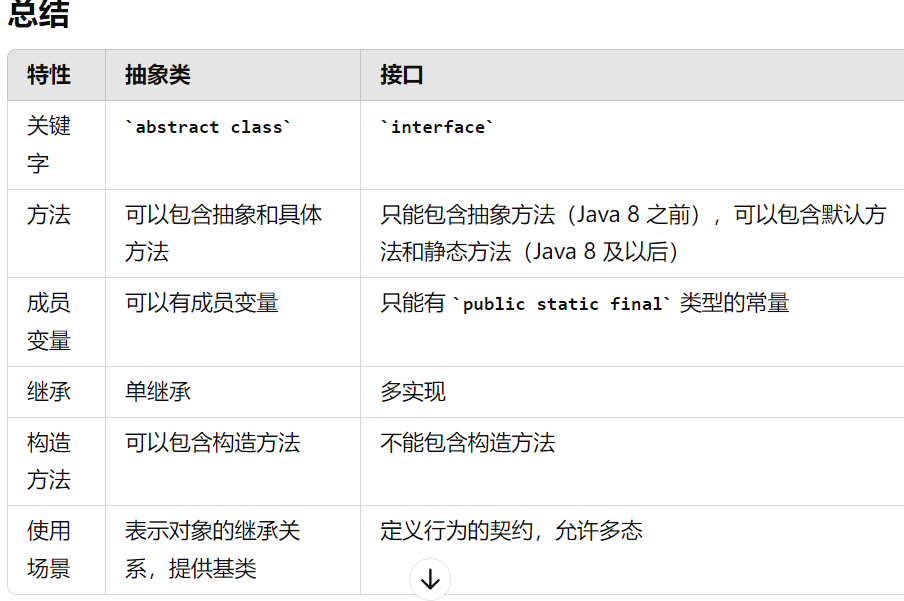 总结
特性 抽象类 接口
关键
字
`abstract class` `interface`
方法 可以包含抽象和具体
方法
只能包含抽象方法（Java 8 之前），可以包含默认方
法和静态方法（Java 8 及以后）
成员
变量
可以有成员变量 只能有 `public static final` 类型的常量
继承 单继承 多实现
构造
方法
可以包含构造方法 不能包含构造方法
使用
场景
表示对象的继承关
系，提供基类
定义行为的契约，允许多态